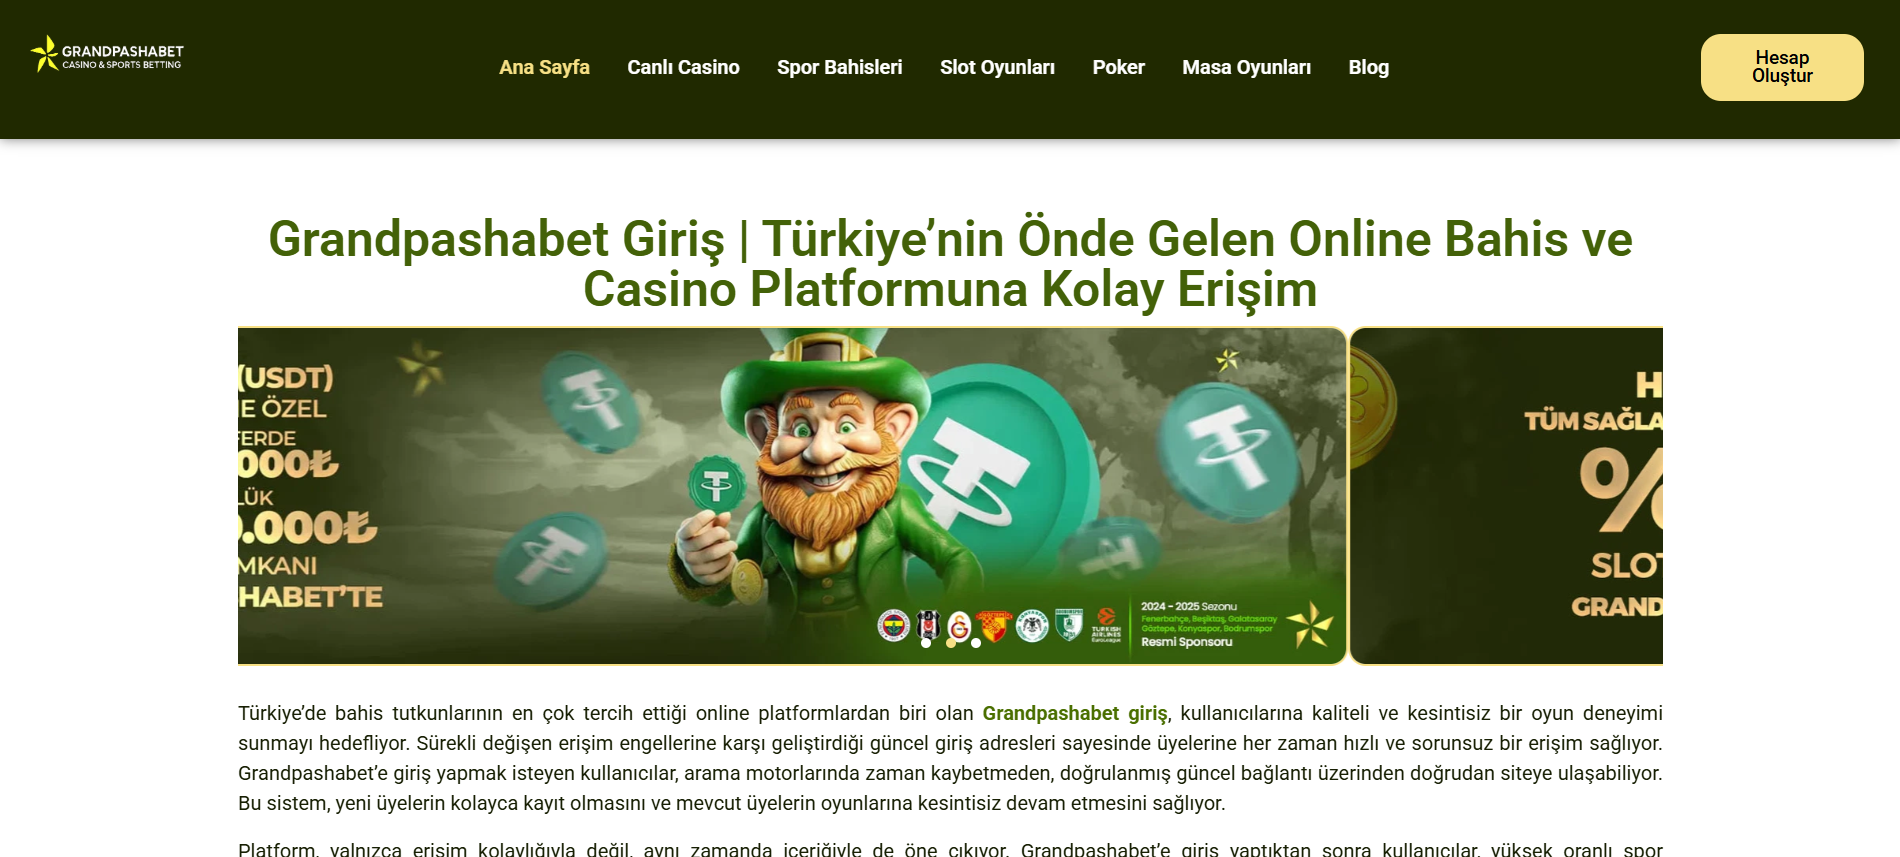 GRANDPASHABET
CASINO & SPORTS BETTING
Ana Sayfa
Canlı Casino
Spor Bahisleri
Slot Oyunları
Poker
Masa Oyunları
Blog
Hesap
Oluştur
Grandpashabet Giriş | Türkiye’nin Önde Gelen Online Bahis ve
Casino Platformuna Kolay Erişim
(USDT)
E ÖZEL
FERDE
000₺
LÜK
0.000₺
MKANI
HABET'TE
2024 - 2025 Sezonu
Fenerbahçe, Beşiktaş, Galatasaray
Göztepe, Konyaspor, Bodrumspor
Resmi Sponsoru
TURKISH
AIRLINES
EuroLeague
H
TÜM SAĞLA
%
SLOT
GRAND
Türkiye’de bahis tutkunlarının en çok tercih ettiği online platformlardan biri olan Grandpashabet giriş, kullanıcılarına kaliteli ve kesintisiz bir oyun deneyimi
sunmayı hedefliyor. Sürekli değişen erişim engellerine karşı geliştirdiği güncel giriş adresleri sayesinde üyelerine her zaman hızlı ve sorunsuz bir erişim sağlıyor.
Grandpashabet’e giriş yapmak isteyen kullanıcılar, arama motorlarında zaman kaybetmeden, doğrulanmış güncel bağlantı üzerinden doğrudan siteye ulaşabiliyor.
Bu sistem, yeni üyelerin kolayca kayıt olmasını ve mevcut üyelerin oyunlarına kesintisiz devam etmesini sağlıyor.
Platform, yalnızca erişim kolaylığıyla değil, aynı zamanda içeriğiyle de öne çıkıyor. Grandpashabet’e giriş yaptıktan sonra kullanıcılar, yüksek oranlı spor